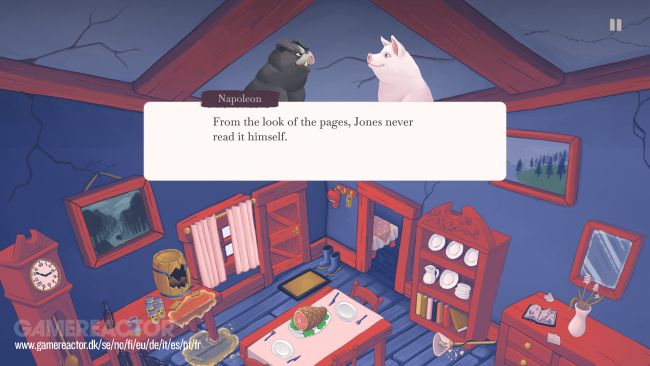 Napoleon
From the look of the pages, Jones never
read it himself.
GAMEREACTOR
www.gamereactor.dk/se/no/fi/eu/de/it/es/pt/fr